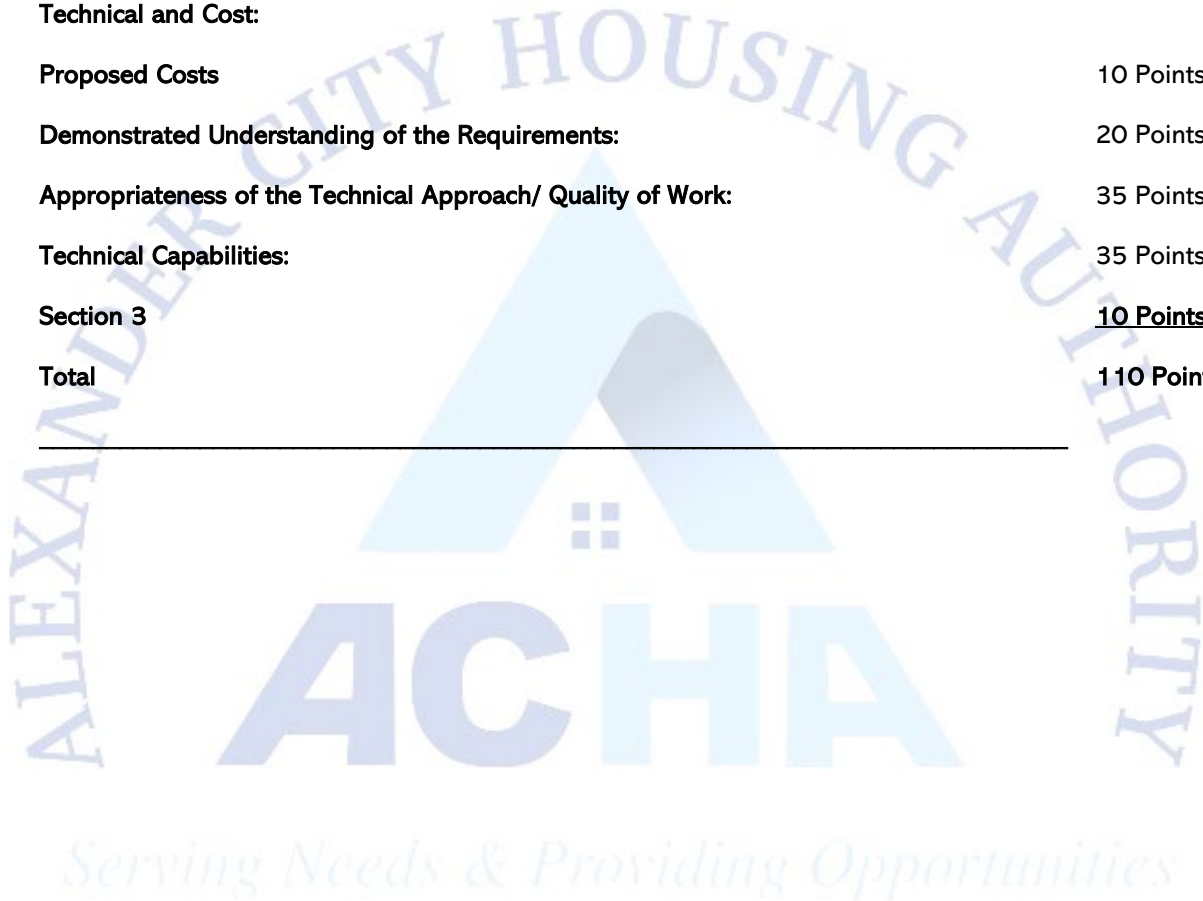 Technical and Cost:
Proposed Costs 10 Points
Demonstrated Understanding of the Requirements: 20 Points
Appropriateness of the Technical Approach/ Quality of Work: 35 Points
Technical Capabilities: 35 Points
Section 3 10 Points
Total 110 Poin
ALEXANDER CITY HOUSING AUTHORITY
ACHA
Serving Needs & Providing Opportunities